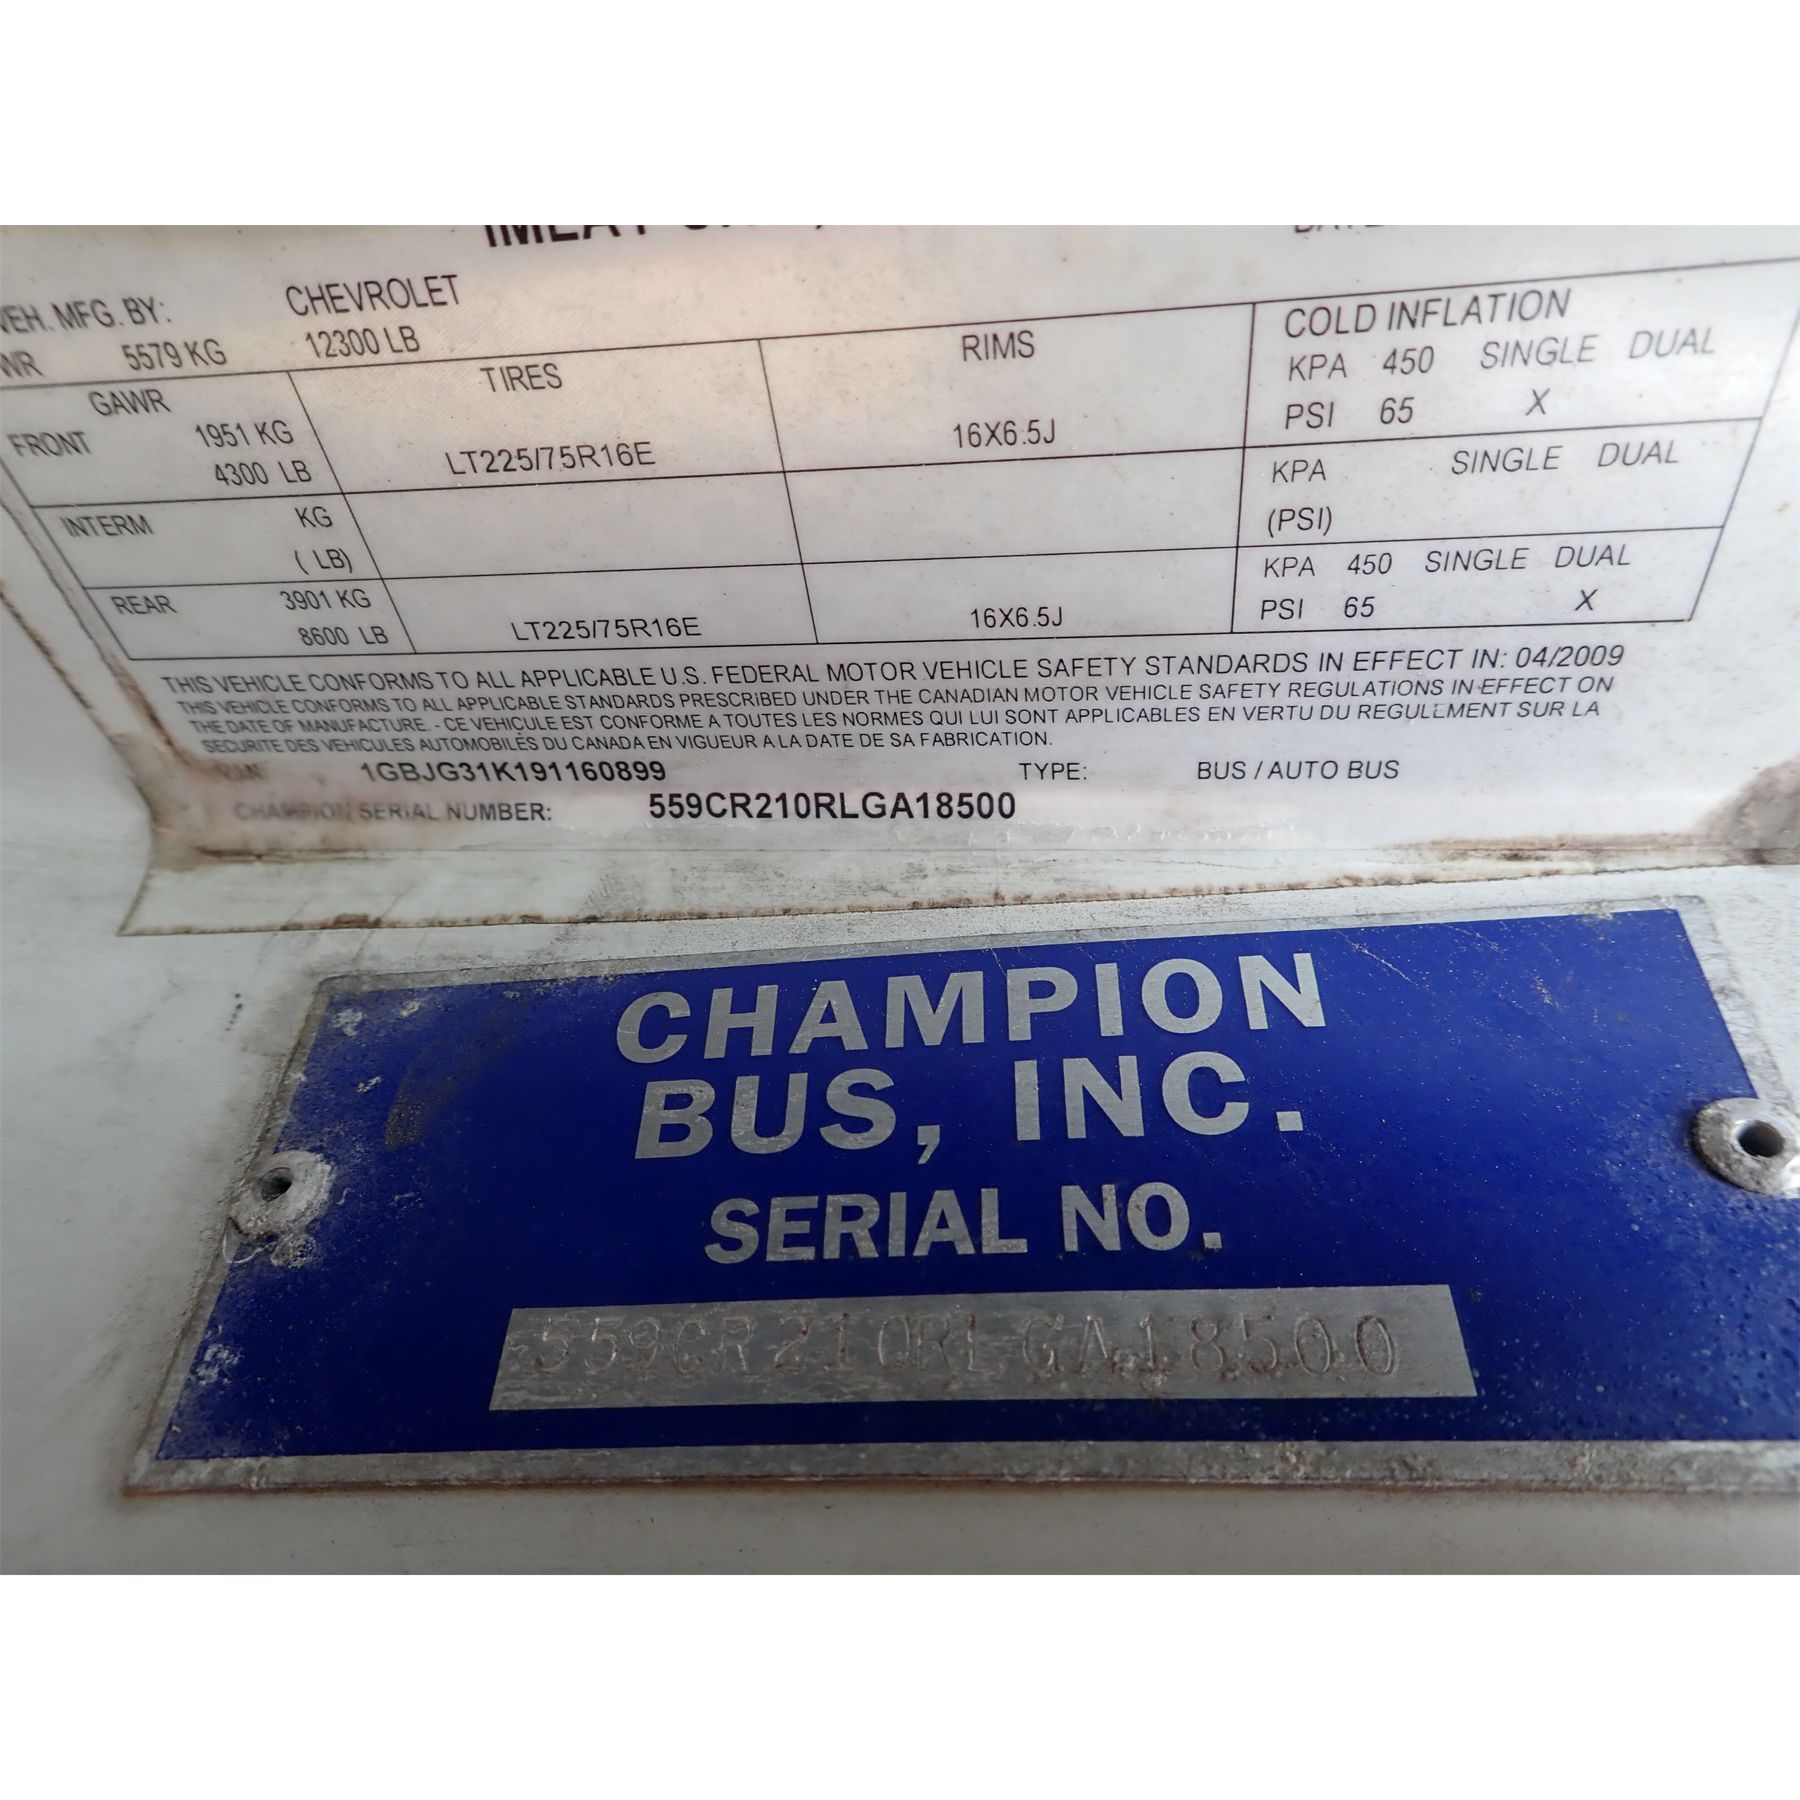 VEH. MFG. BY: CHEVROLET
5579 KG 12300 LB
GAWR TIRES RIMS COLD INFLATION
KPA 450 SINGLE DUAL
FRONT 1951 KG LT225/75R16E 16X6.5J PSI 65 X
4300 LB
INTERM KG KPA SINGLE DUAL
( LB) (PSI)
REAR 3901 KG LT225/75R16E 16X6.5J KPA 450 SINGLE DUAL
8600 LB PSI 65 X
THIS VEHICLE CONFORMS TO ALL APPLICABLE U.S. FEDERAL MOTOR VEHICLE SAFETY STANDARDS IN EFFECT IN: 04/2009
THIS VEHICLE CONFORMS TO ALL APPLICABLE STANDARDS PRESCRIBED UNDER THE CANADIAN MOTOR VEHICLE SAFETY REGULATIONS IN EFFECT ON
THE DATE OF MANUFACTURE. - CE VEHICULE EST CONFORME A TOUTES LES NORMES QUI LUI SONT APPLICABLES EN VERTU DU REGULEMENT SUR LA
SECURITE DES VEHICULES AUTOMOBILES DU CANADA EN VIGUEUR A LA DATE DE SA FABRICATION.
VIN 1GBJG31K191160899 TYPE: BUS / AUTO BUS
CHAMPION SERIAL NUMBER: 559CR210RLGA18500
CHAMPION
BUS, INC.
SERIAL NO.
559CR210RLGA18500